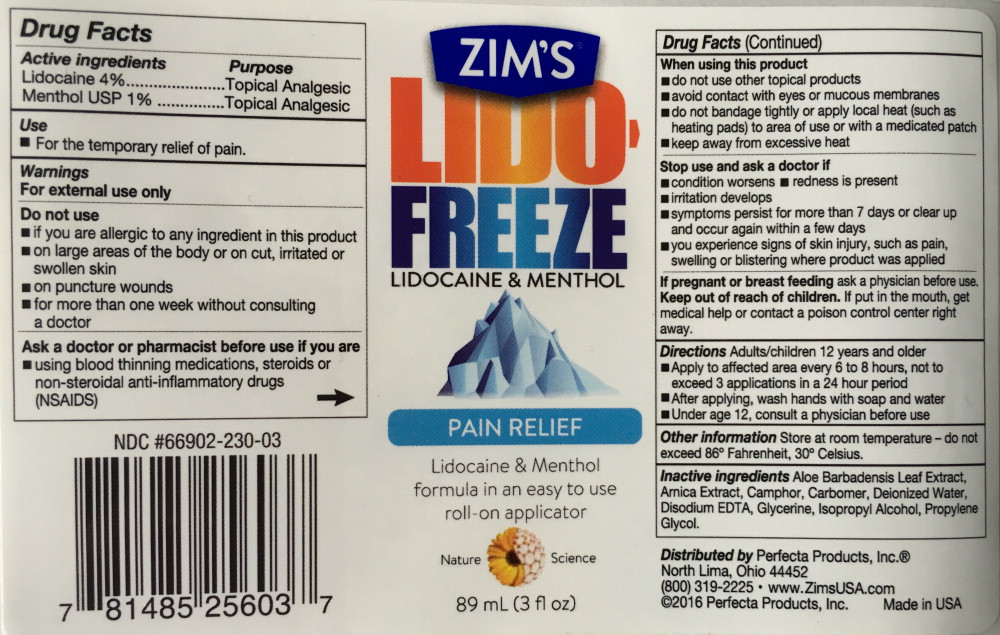 Drug Facts
Active ingredients Purpose
Lidocaine 4%.......................Topical Analgesic
Menthol USP 1% ...............Topical Analgesic
Use
■ For the temporary relief of pain.
Warnings
For external use only
Do not use
■ if you are allergic to any ingredient in this product
■ on large areas of the body or on cut, irritated or
swollen skin
■ on puncture wounds
■ for more than one week without consulting
a doctor
Ask a doctor or pharmacist before use if you are
■ using blood thinning medications, steroids or
non-steroidal anti-inflammatory drugs
(NSAIDS)
NDC #66902-230-03
7 81485 25603 7
ZIM'S®
LIDO-
FREEZE
LIDOCAINE & MENTHOL
PAIN RELIEF
Lidocaine & Menthol
formula in an easy to use
roll-on applicator
Nature Science
89 mL (3 fl oz)
Drug Facts (Continued)
When using this product
■ do not use other topical products
■ avoid contact with eyes or mucous membranes
■ do not bandage tightly or apply local heat (such as
heating pads) to area of use or with a medicated patch
■ keep away from excessive heat
Stop use and ask a doctor if
■ condition worsens ■ redness is present
■ irritation develops
■ symptoms persist for more than 7 days or clear up
and occur again within a few days
■ you experience signs of skin injury, such as pain,
swelling or blistering where product was applied
If pregnant or breast feeding ask a physician before use.
Keep out of reach of children. If put in the mouth, get
medical help or contact a poison control center right
away.
Directions Adults/children 12 years and older
■ Apply to affected area every 6 to 8 hours, not to
exceed 3 applications in a 24 hour period
■ After applying, wash hands with soap and water
■ Under age 12, consult a physician before use
Other information Store at room temperature – do not
exceed 86º Fahrenheit, 30º Celsius.
Inactive ingredients Aloe Barbadensis Leaf Extract,
Arnica Extract, Camphor, Carbomer, Deionized Water,
Disodium EDTA, Glycerine, Isopropyl Alcohol, Propylene
Glycol.
Distributed by Perfecta Products, Inc.®
North Lima, Ohio 44452
(800) 319-2225 • www.ZimsUSA.com
©2016 Perfecta Products, Inc. Made in USA